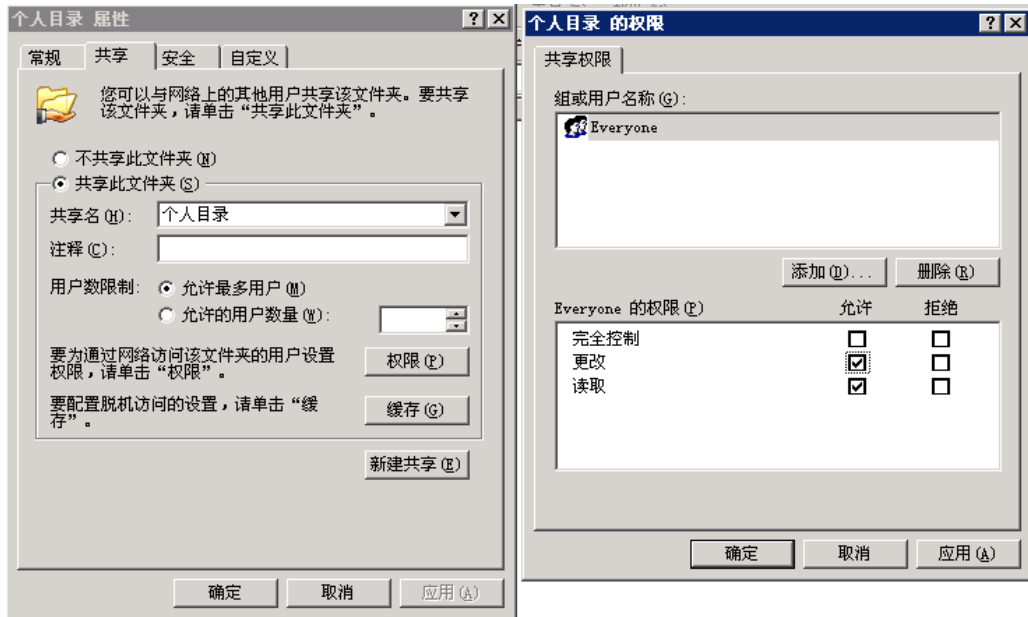 个人目录 属性
常规 共享 安全 自定义
您可以与网络上的其他用户共享该文件夹。要共享
该文件夹，请单击“共享此文件夹”。
不共享此文件夹(N)
共享此文件夹(S)
共享名(H): 个人目录
注释(C):
用户数限制: 允许最多用户(M)
允许的用户数量(W):
要为通过网络访问该文件夹的用户设置
权限，请单击“权限”。
权限(P)
要配置脱机访问的设置，请单击“缓
存”。
缓存(G)
新建共享(E)
确定 取消 应用(A)
个人目录 的权限
共享权限
组或用户名称(G):
Everyone
添加(D)... 删除(R)
Everyone 的权限(P) 允许 拒绝
完全控制
更改
读取
确定 取消 应用(A)